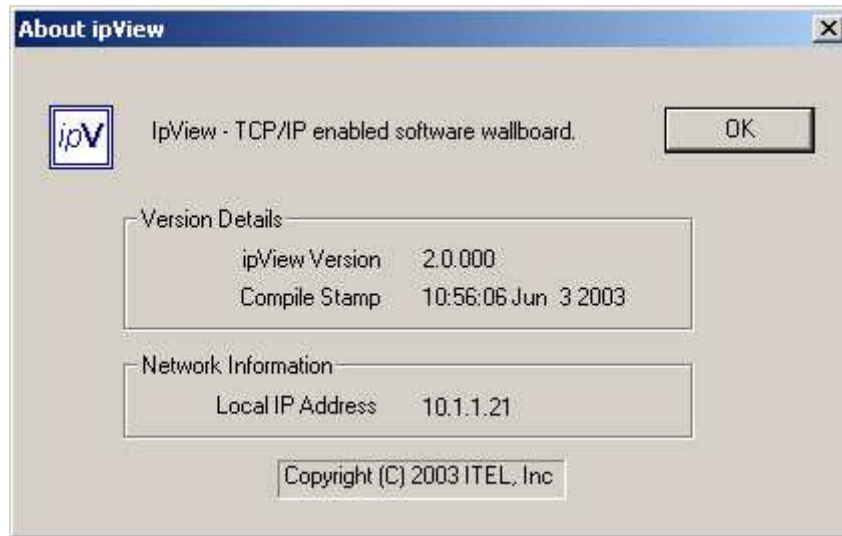 About ipView
ipV
IpView - TCP/IP enabled software wallboard.
OK
Version Details
ipView Version 2.0.000
Compile Stamp 10:56:06 Jun 3 2003
Network Information
Local IP Address 10.1.1.21
Copyright (C) 2003 ITEL, Inc